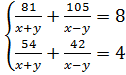 81/(x+y) + 105/(x−y) = 8
54/(x+y) + 42/(x−y) = 4